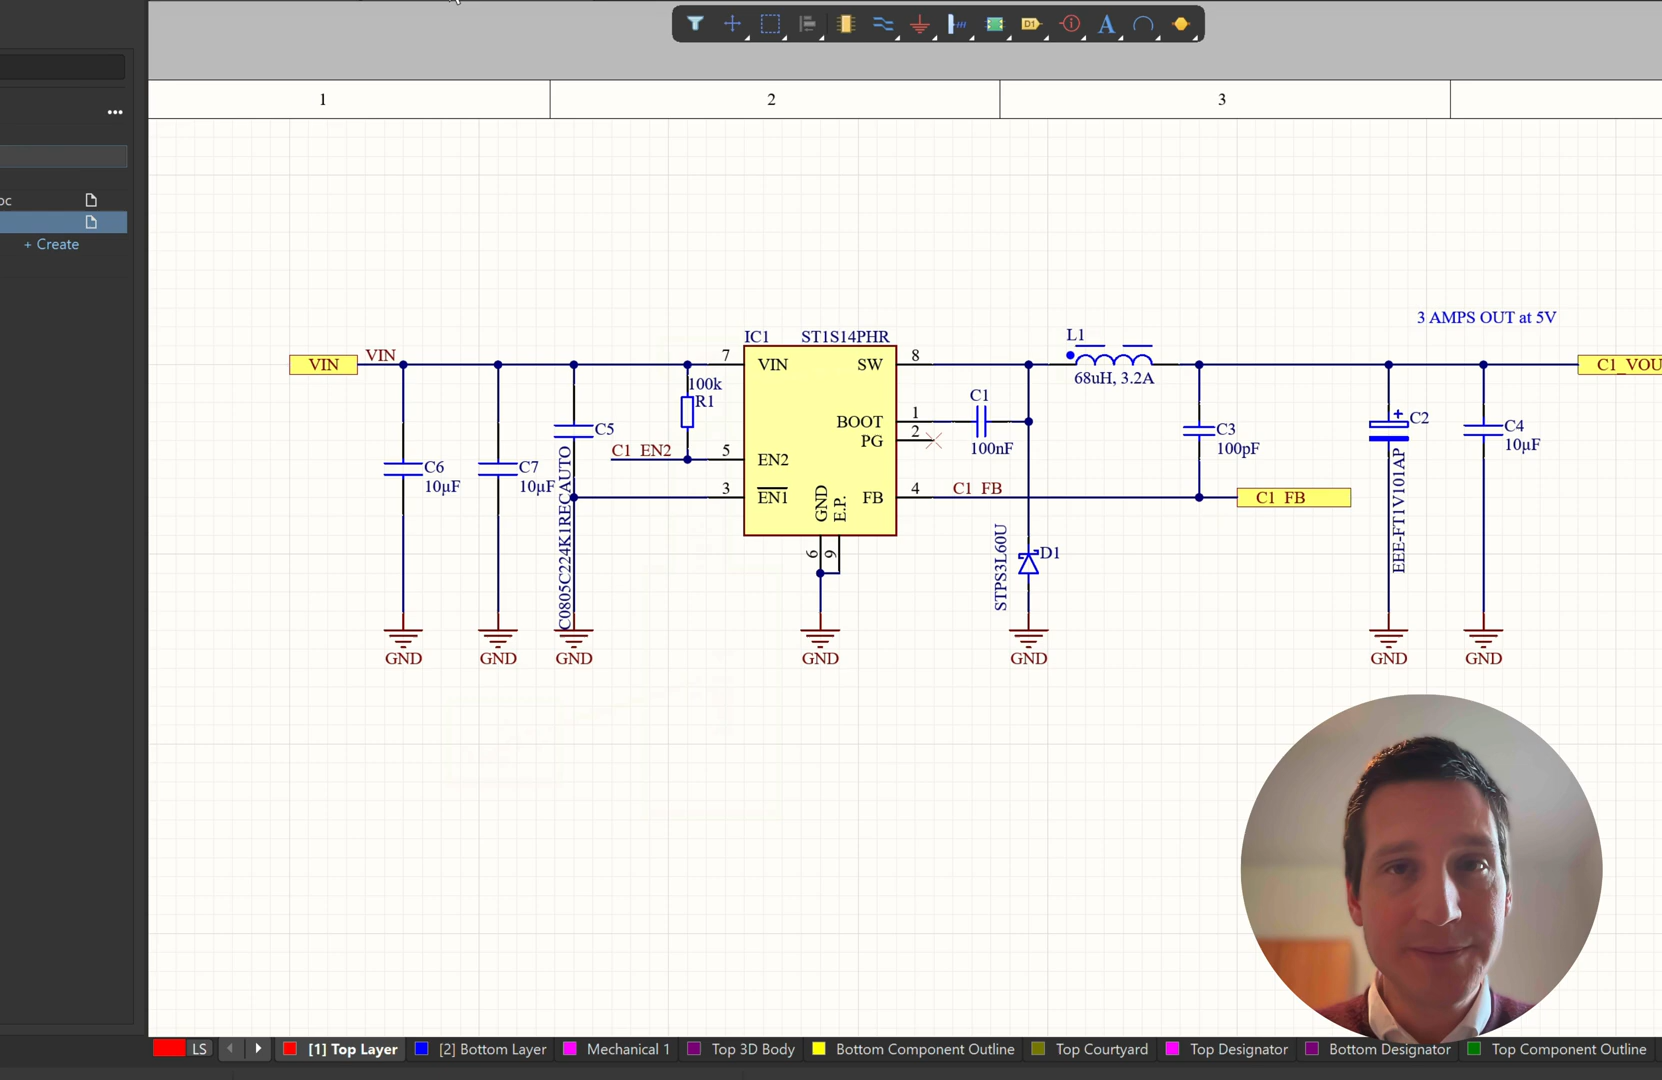 D1
A
1
2
3
oc
+ Create
3 AMPS OUT at 5V
IC1 ST1S14PHR
L1
VIN VIN 7 VIN SW 8 C1_VOU
68uH, 3.2A
100k
R1
C1
BOOT 1
PG 2
100nF
C5
C0805C224K1RECAUTO
C1_EN2 5 EN2
C6
10µF
C7
10µF
3 EN1
GND
E.P.
FB 4 C1_FB C1_FB
C3
100pF
C2
EEE-FT1V101AP
C4
10µF
6 9
STPS3L60U
D1
GND GND GND GND GND GND GND
LS [1] Top Layer [2] Bottom Layer Mechanical 1 Top 3D Body Bottom Component Outline Top Courtyard Top Designator Bottom Designator Top Component Outline